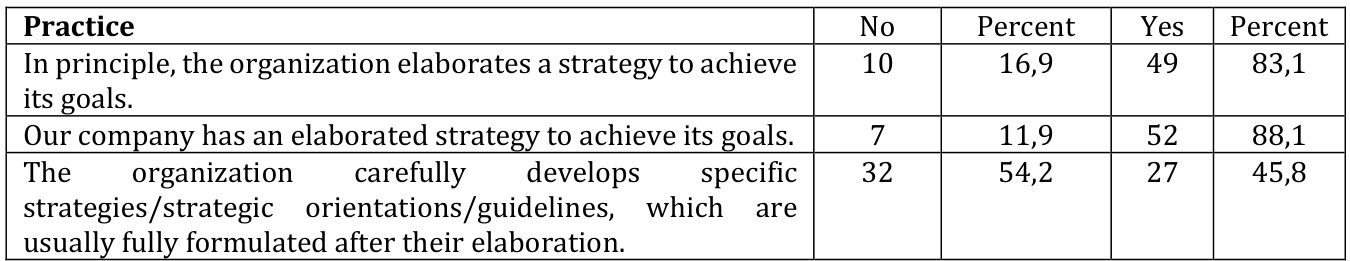 Practice No Percent Yes Percent
In principle, the organization elaborates a strategy to achieve 10 16,9 49 83,1
its goals.
Our company has an elaborated strategy to achieve its goals. 7 11,9 52 88,1
The organization carefully develops specific 32 54,2 27 45,8
strategies/strategic orientations/guidelines, which are
usually fully formulated after their elaboration.